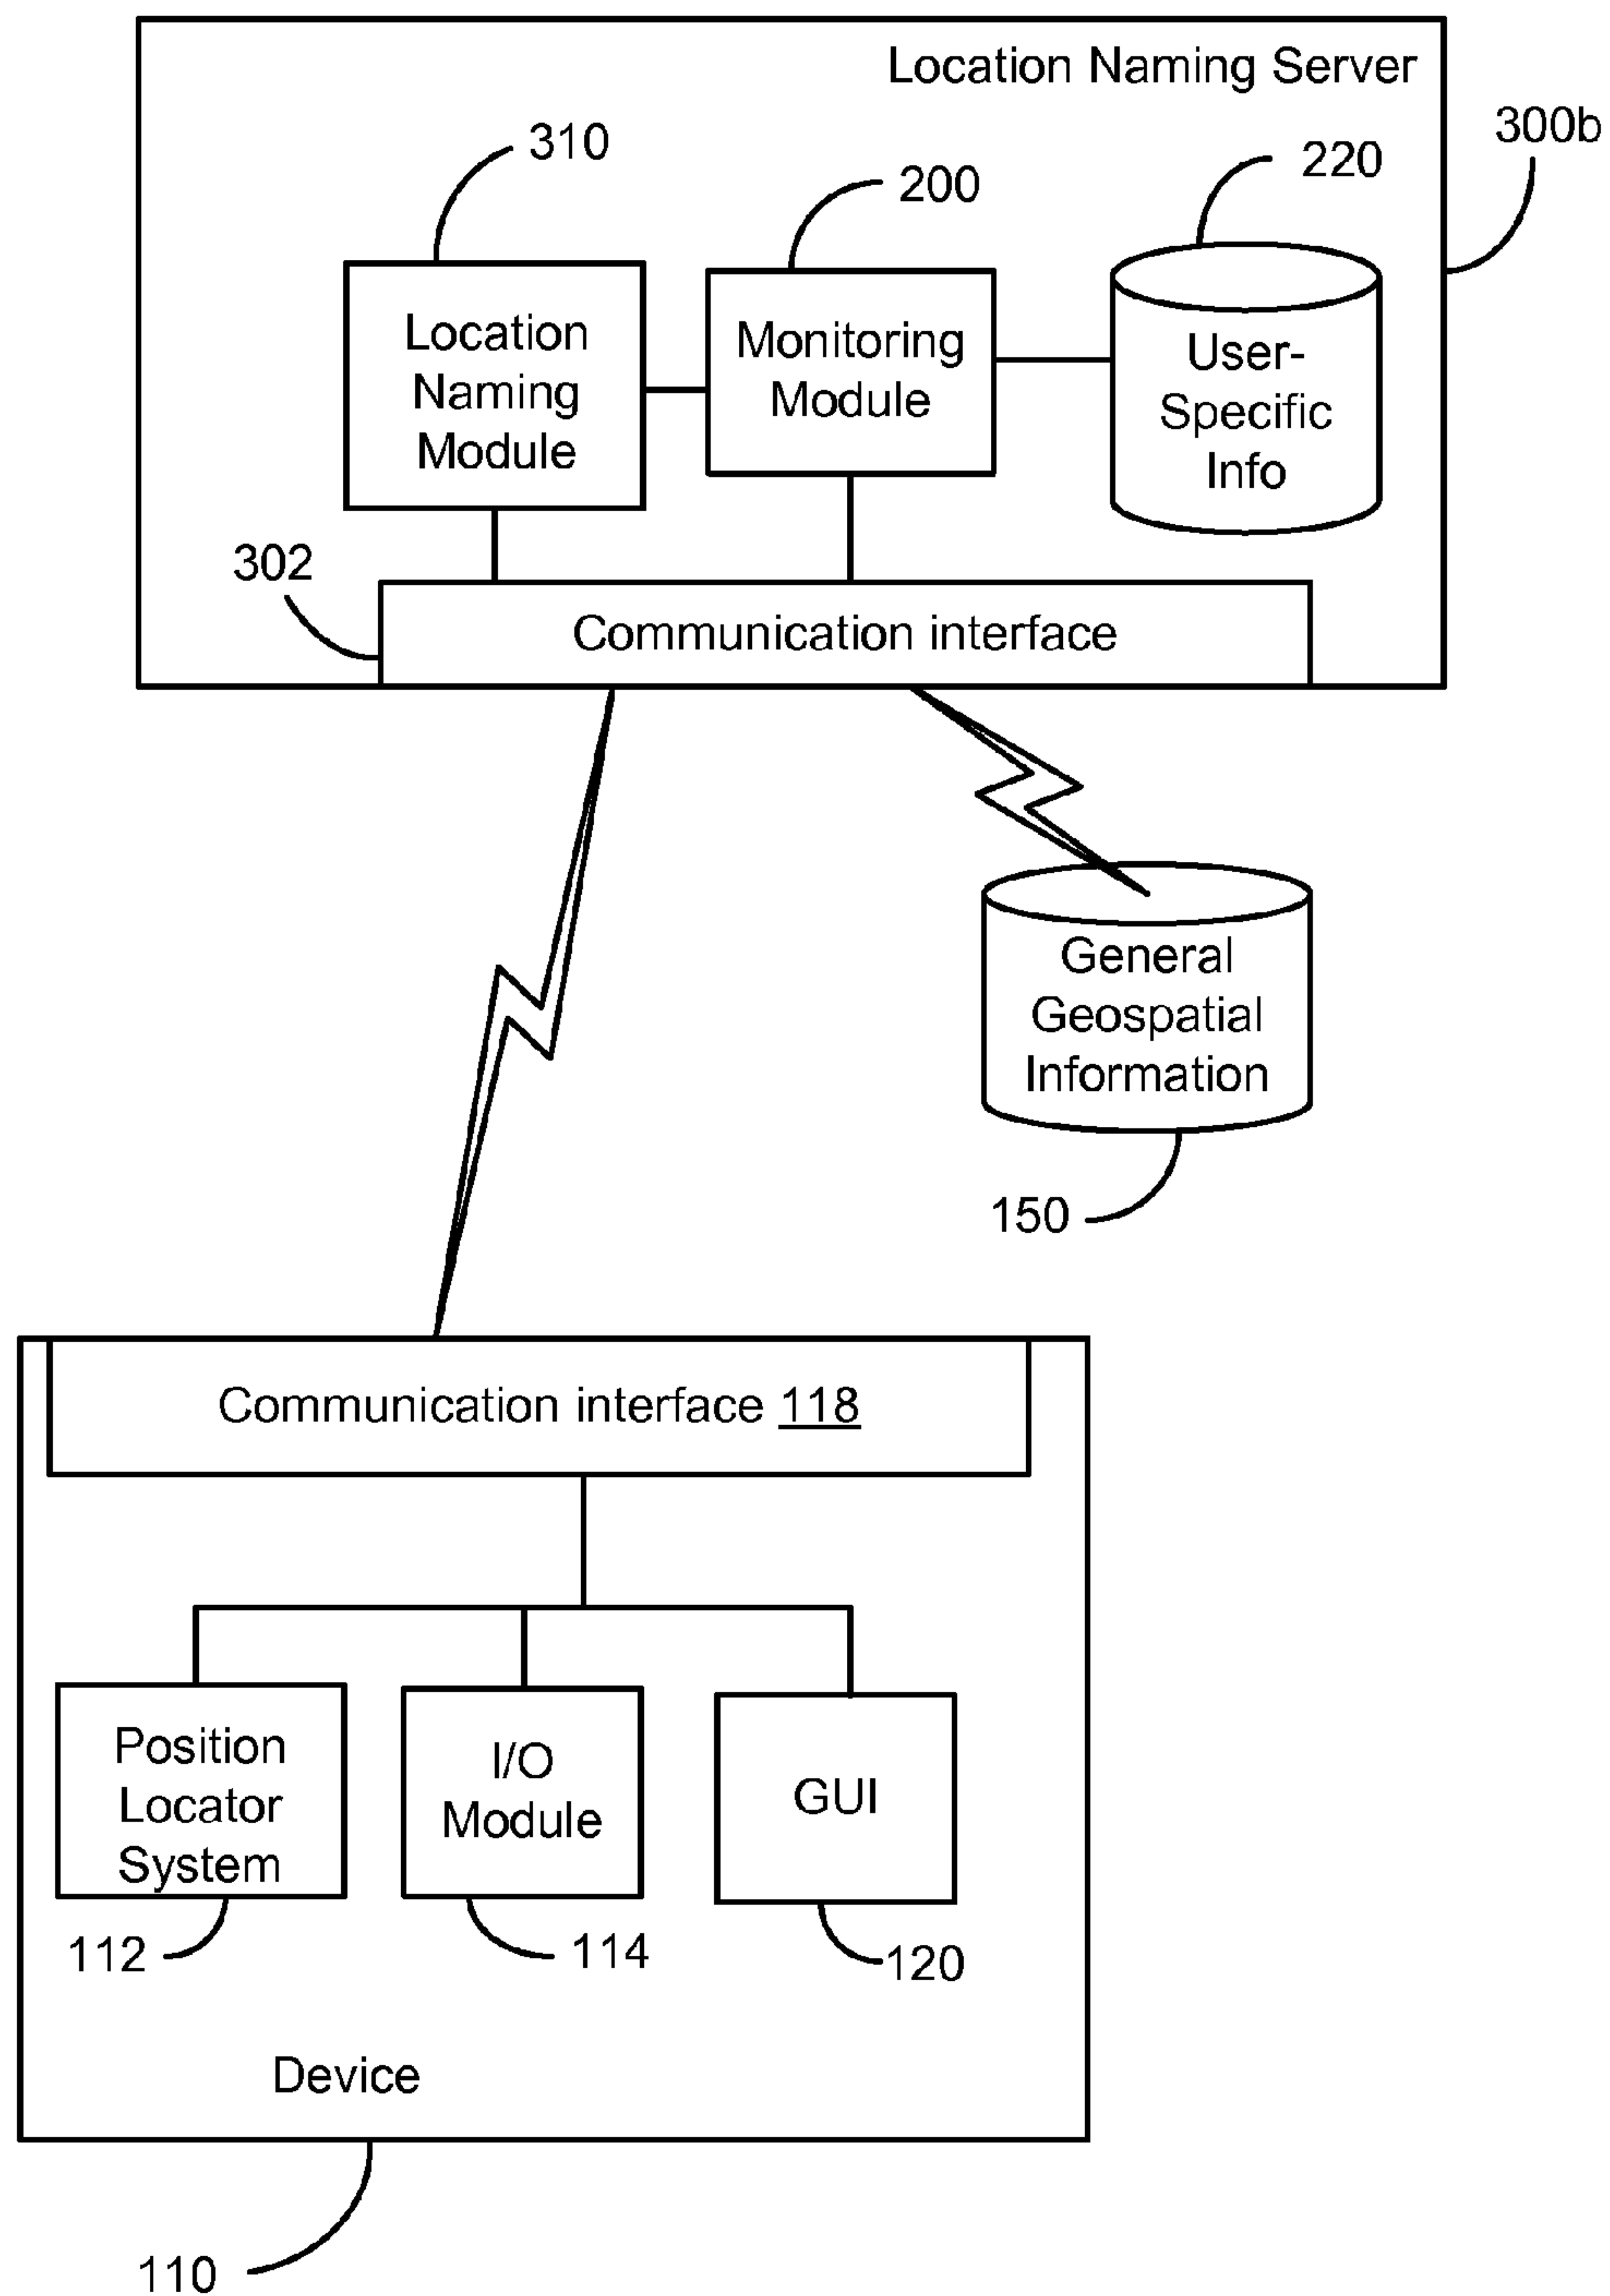 Location Naming Server
300b
310
200
220
Location
Naming
Module
Monitoring
Module
User-
Specific
Info
302
Communication interface
General
Geospatial
Information
150
Communication interface 118
Position
Locator
System
I/O
Module
GUI
112
114
120
Device
110